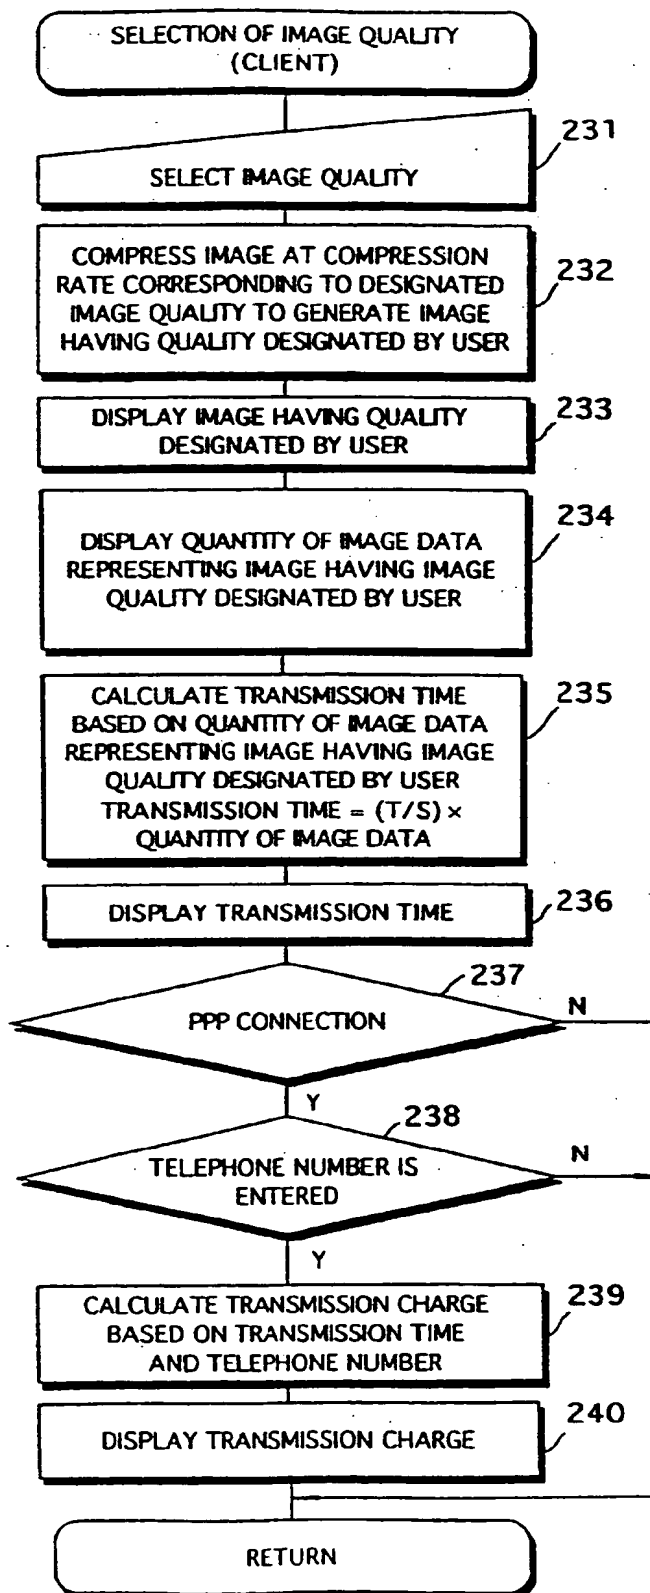 SELECTION OF IMAGE QUALITY
(CLIENT)
231
SELECT IMAGE QUALITY
COMPRESS IMAGE AT COMPRESSION
RATE CORRESPONDING TO DESIGNATED
IMAGE QUALITY TO GENERATE IMAGE
HAVING QUALITY DESIGNATED BY USER
232
DISPLAY IMAGE HAVING QUALITY
DESIGNATED BY USER
233
DISPLAY QUANTITY OF IMAGE DATA
REPRESENTING IMAGE HAVING IMAGE
QUALITY DESIGNATED BY USER
234
CALCULATE TRANSMISSION TIME
BASED ON QUANTITY OF IMAGE DATA
REPRESENTING IMAGE HAVING IMAGE
QUALITY DESIGNATED BY USER
TRANSMISSION TIME = (T/S) ×
QUANTITY OF IMAGE DATA
235
DISPLAY TRANSMISSION TIME
236
237
PPP CONNECTION
N
Y
238
TELEPHONE NUMBER IS
ENTERED
N
Y
CALCULATE TRANSMISSION CHARGE
BASED ON TRANSMISSION TIME
AND TELEPHONE NUMBER
239
DISPLAY TRANSMISSION CHARGE
240
RETURN